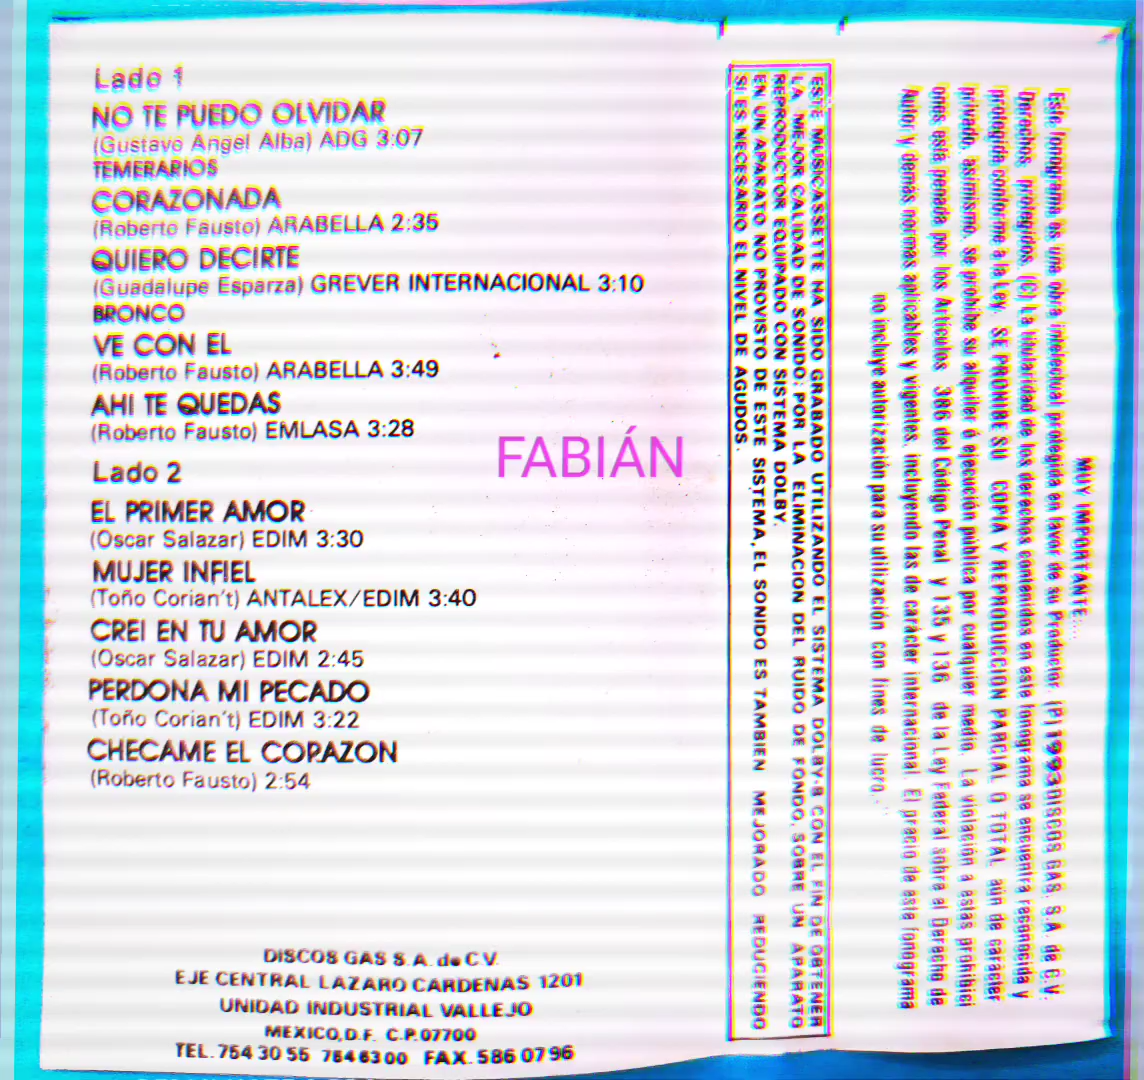 Lado 1
NO TE PUEDO OLVIDAR
(Gustavo Angel Alba) ADG 3:07
TEMERARIOS
CORAZONADA
(Roberto Fausto) ARABELLA 2:35
QUIERO DECIRTE
(Guadalupe Esparza) GREVER INTERNACIONAL 3:10
BRONCO
VE CON EL
(Roberto Fausto) ARABELLA 3:49
AHI TE QUEDAS
(Roberto Fausto) EMLASA 3:28
Lado 2
EL PRIMER AMOR
(Oscar Salazar) EDIM 3:30
MUJER INFIEL
(Toño Corian't) ANTALEX/EDIM 3:40
CREI EN TU AMOR
(Oscar Salazar) EDIM 2:45
PERDONA MI PECADO
(Toño Corian't) EDIM 3:22
CHECAME EL CORAZON
(Roberto Fausto) 2:54
DISCOS GAS S.A. de C.V.
EJE CENTRAL LAZARO CARDENAS 1201
UNIDAD INDUSTRIAL VALLEJO
MEXICO, D.F. C.P. 07700
TEL. 754 30 55 754 63 00 FAX. 586 07 96
FABIÁN
ESTE MUSICASSETTE HA SIDO GRABADO UTILIZANDO EL SISTEMA DOLBY-B CON EL FIN DE OBTENER
LA MEJOR CALIDAD DE SONIDO; POR LA ELIMINACION DEL RUIDO DE FONDO, SOBRE UN APARATO
REPRODUCTOR EQUIPADO CON SISTEMA DOLBY.
EN UN APARATO NO PROVISTO DE ESTE SISTEMA, EL SONIDO ES TAMBIEN MEJORADO REDUCIENDO
SI ES NECESARIO EL NIVEL DE AGUDOS.
MUY IMPORTANTE:..
Este fonograma es una obra intelectual protegida en favor de su Productor, (P) 1993 DISCOS GAS. S.A. de C.V.
Derechos protegidos (C) La titularidad de los derechos contenidos en este fonograma se encuentra reconocida y
protegida conforme a la Ley. SE PROHIBE SU COPIA Y REPRODUCCION PARCIAL O TOTAL aún de carácter
privado, asimismo, se prohibe su alquiler ó ejecución pública por cualquier medio. La violación a estas prohibici
ones está penada por los Artículos 386 del Código Penal y 135 y 136 de la Ley Federal sobre el Derecho de
Autor y demás normas aplicables y vigentes, incluyendo las de carácter internacional. El precio de este fonograma
no incluye autorización para su utilización con fines de lucro.